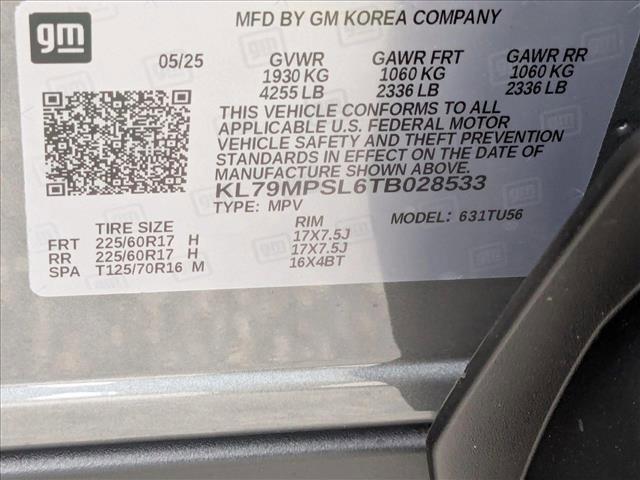 gm
MFD BY GM KOREA COMPANY
05/25 GVWR GAWR FRT GAWR RR
1930 KG 1060 KG 1060 KG
4255 LB 2336 LB 2336 LB
THIS VEHICLE CONFORMS TO ALL
APPLICABLE U.S. FEDERAL MOTOR
VEHICLE SAFETY AND THEFT PREVENTION
STANDARDS IN EFFECT ON THE DATE OF
MANUFACTURE SHOWN ABOVE.
KL79MPSL6TB028533
TYPE: MPV MODEL: 631TU56
TIRE SIZE RIM
FRT 225/60R17 H 17X7.5J
RR 225/60R17 H 17X7.5J
SPA T125/70R16 M 16X4BT